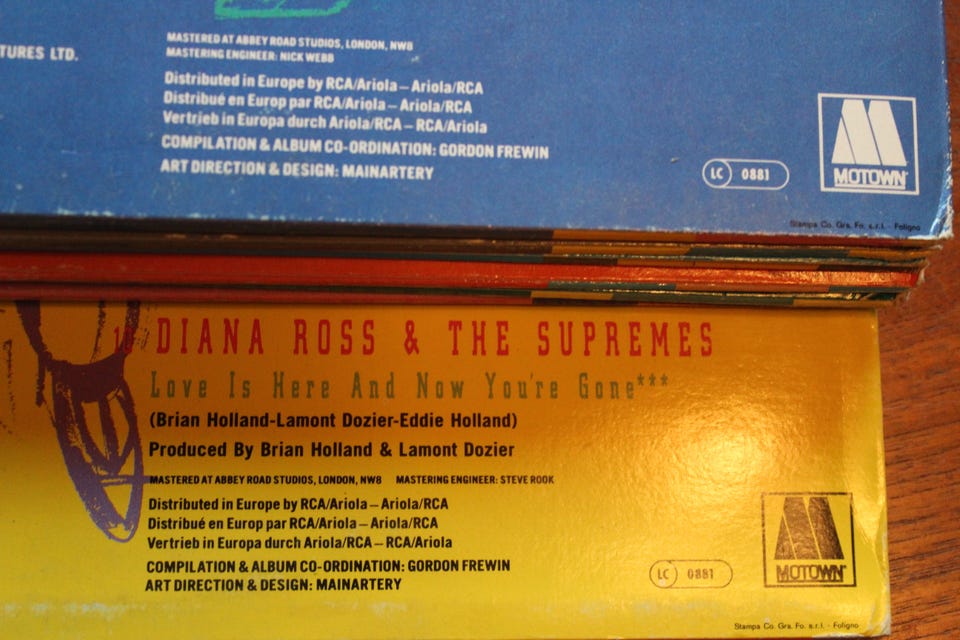 MASTERED AT ABBEY ROAD STUDIOS, LONDON, NW8
TURES LTD.
MASTERING ENGINEER: NICK WEBB
Distributed in Europe by RCA/Ariola – Ariola/RCA
Distribué en Europ par RCA/Ariola – Ariola/RCA
Vertrieb in Europa durch Ariola/RCA – RCA/Ariola
COMPILATION & ALBUM CO-ORDINATION: GORDON FREWIN
ART DIRECTION & DESIGN: MAINARTERY
LC 0881
MOTOWN
Stampa Co. Gra. Fo. s.r.l. - Foligno
16 DIANA ROSS & THE SUPREMES
Love Is Here And Now You're Gone***
(Brian Holland-Lamont Dozier-Eddie Holland)
Produced By Brian Holland & Lamont Dozier
MASTERED AT ABBEY ROAD STUDIOS, LONDON, NW8 MASTERING ENGINEER: STEVE ROOK
Distributed in Europe by RCA/Ariola – Ariola/RCA
Distribué en Europ par RCA/Ariola – Ariola/RCA
Vertrieb in Europa durch Ariola/RCA – RCA/Ariola
COMPILATION & ALBUM CO-ORDINATION: GORDON FREWIN
ART DIRECTION & DESIGN: MAINARTERY
LC 0881
MOTOWN
Stampa Co. Gra. Fo. s.r.l. - Foligno